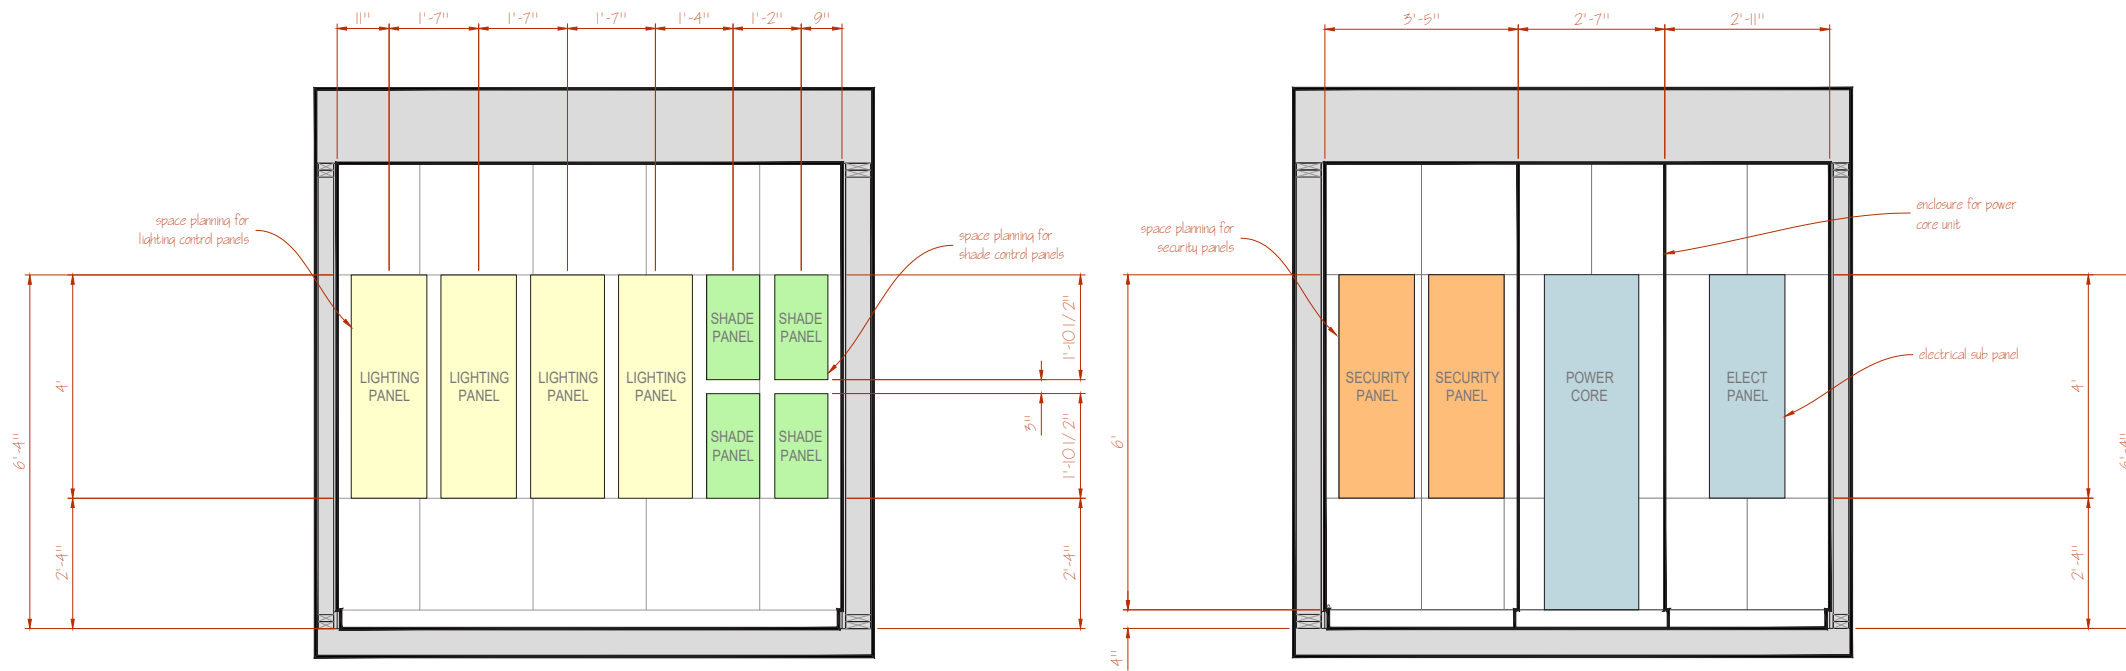 11" 1'-7" 1'-7" 1'-7" 1'-4" 1'-2" 9"
space planning for
lighting control panels
space planning for
shade control panels
LIGHTING
PANEL
LIGHTING
PANEL
LIGHTING
PANEL
LIGHTING
PANEL
SHADE
PANEL
SHADE
PANEL
SHADE
PANEL
SHADE
PANEL
6'-4"
4'
2'-4"
1'-10 1/2"
3"
1'-10 1/2"
2'-4"
3'-5" 2'-7" 2'-11"
space planning for
security panels
enclosure for power
core unit
electrical sub panel
SECURITY
PANEL
SECURITY
PANEL
POWER
CORE
ELECT
PANEL
6'
4"
4'
2'-4"
6'-4"